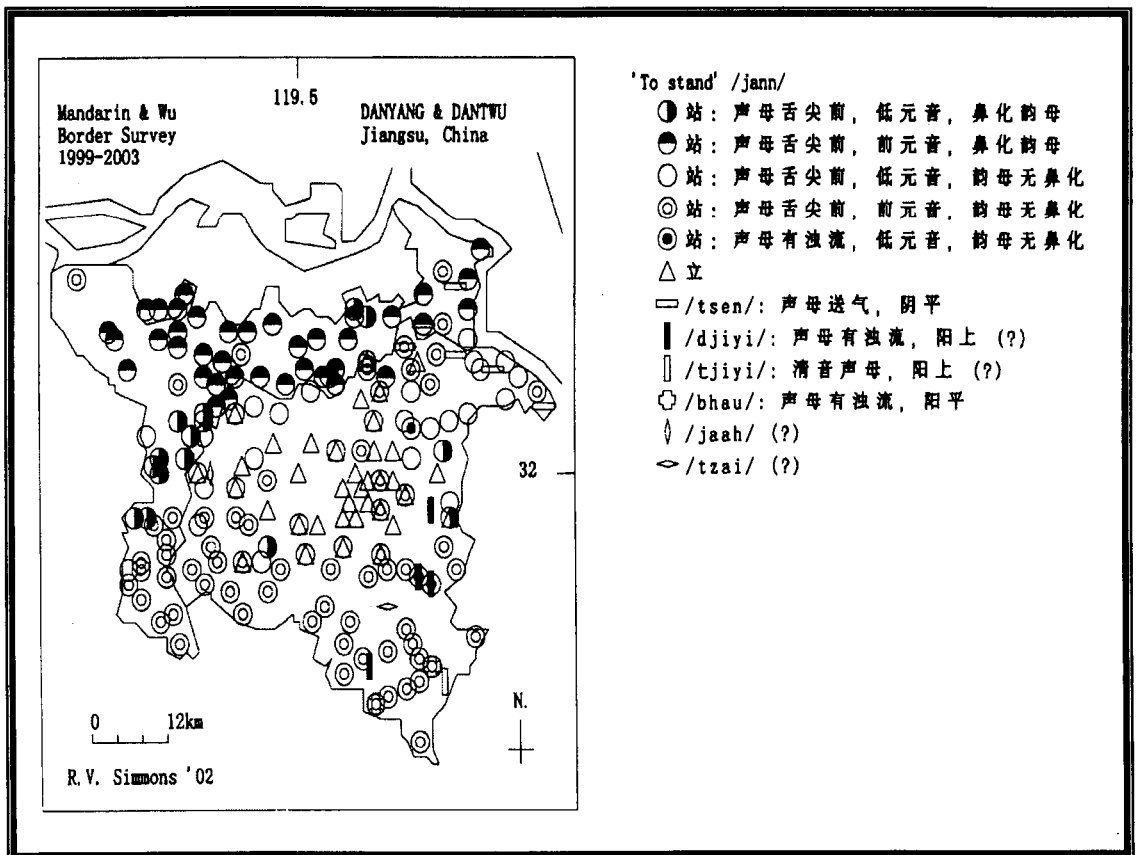 119.5
Mandarin & Wu
Border Survey
1999-2003
DANYANG & DANTWU
Jiangsu, China
32
0 12km
N.
R.V. Simmons '02
'To stand' /jann/
站: 声母舌尖前, 低元音, 鼻化韵母
站: 声母舌尖前, 前元音, 鼻化韵母
站: 声母舌尖前, 低元音, 韵母无鼻化
站: 声母舌尖前, 前元音, 韵母无鼻化
站: 声母有浊流, 低元音, 韵母无鼻化
立
/tsen/: 声母送气, 阴平
/djiyi/: 声母有浊流, 阳上 (?)
/tjiyi/: 清音声母, 阳上 (?)
/bhau/: 声母有浊流, 阳平
/jaah/ (?)
/tzai/ (?)